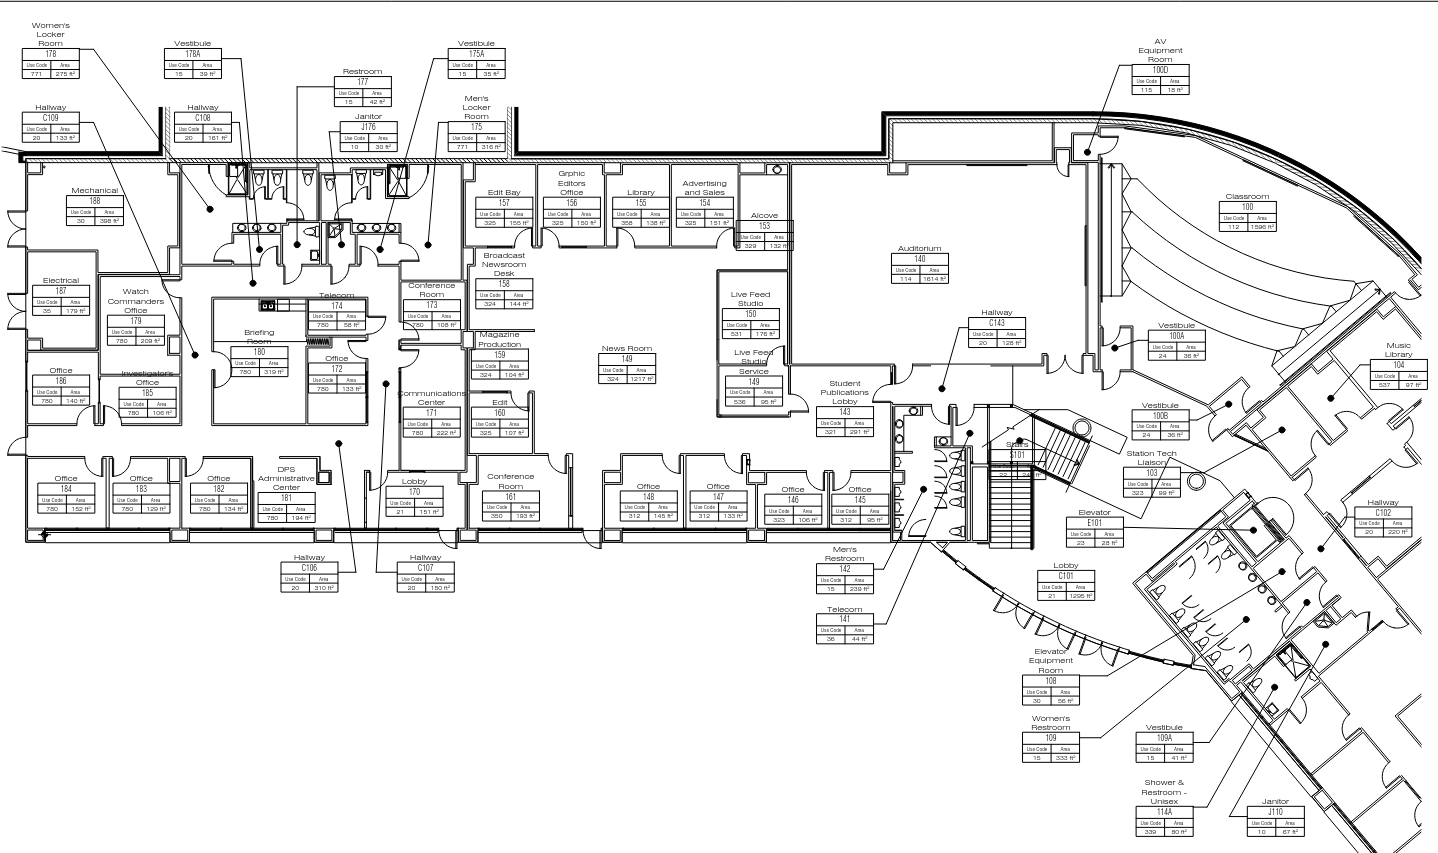 Women's
Locker
Room
178
Use Code Area
771 275 ft²
Vestibule
178A
Use Code Area
15 39 ft²
Restroom
177
Use Code Area
15 42 ft²
Vestibule
175A
Use Code Area
15 35 ft²
AV
Equipment
Room
100D
Use Code Area
115 18 ft²
Hallway
C109
Use Code Area
20 133 ft²
Hallway
C108
Use Code Area
20 161 ft²
Janitor
J176
Use Code Area
10 30 ft²
Men's
Locker
Room
175
Use Code Area
771 316 ft²
Mechanical
188
Use Code Area
30 398 ft²
Edit Bay
157
Use Code Area
325 155 ft²
Grphic
Editors
Office
156
Use Code Area
325 150 ft²
Library
155
Use Code Area
358 138 ft²
Advertising
and Sales
154
Use Code Area
325 151 ft²
Alcove
153
Use Code Area
329 132 ft²
Auditorium
140
Use Code Area
114 1614 ft²
Classroom
100
Use Code Area
112 1596 ft²
Electrical
187
Use Code Area
35 179 ft²
Watch
Commanders
Office
179
Use Code Area
780 209 ft²
Briefing
Room
180
Use Code Area
780 319 ft²
Telecom
174
Use Code Area
780 58 ft²
Conference
Room
173
Use Code Area
780 108 ft²
Broadcast
Newsroom
Desk
158
Use Code Area
324 144 ft²
Magazine
Production
159
Use Code Area
324 104 ft²
News Room
149
Use Code Area
324 1217 ft²
Live Feed
Studio
150
Use Code Area
531 176 ft²
Live Feed
Studio
Service
149
Use Code Area
536 95 ft²
Hallway
C143
Use Code Area
20 128 ft²
Vestibule
100A
Use Code Area
24 36 ft²
Music
Library
104
Use Code Area
537 97 ft²
Office
186
Use Code Area
780 140 ft²
Investigator's
Office
185
Use Code Area
780 106 ft²
Office
172
Use Code Area
780 133 ft²
Communications
Center
171
Use Code Area
780 222 ft²
Edit
160
Use Code Area
325 107 ft²
Student
Publications
Lobby
143
Use Code Area
321 291 ft²
Vestibule
100B
Use Code Area
24 36 ft²
Stairs
S101
Station Tech
Liaison
103
Use Code Area
323 99 ft²
Office
184
Use Code Area
780 152 ft²
Office
183
Use Code Area
780 129 ft²
Office
182
Use Code Area
780 134 ft²
DPS
Administrative
Center
181
Use Code Area
780 194 ft²
Lobby
170
Use Code Area
21 151 ft²
Conference
Room
161
Use Code Area
350 193 ft²
Office
148
Use Code Area
312 145 ft²
Office
147
Use Code Area
312 133 ft²
Office
146
Use Code Area
323 106 ft²
Office
145
Use Code Area
312 95 ft²
Elevator
E101
Use Code Area
23 28 ft²
Hallway
C102
Use Code Area
20 220 ft²
Hallway
C106
Use Code Area
20 310 ft²
Hallway
C107
Use Code Area
20 150 ft²
Men's
Restroom
142
Use Code Area
15 239 ft²
Lobby
C101
Use Code Area
21 1295 ft²
Telecom
141
Use Code Area
36 44 ft²
Elevator
Equipment
Room
108
Use Code Area
30 56 ft²
Women's
Restroom
109
Use Code Area
15 333 ft²
Vestibule
109A
Use Code Area
15 41 ft²
Shower &
Restroom -
Unisex
114A
Use Code Area
339 80 ft²
Janitor
J110
Use Code Area
10 67 ft²